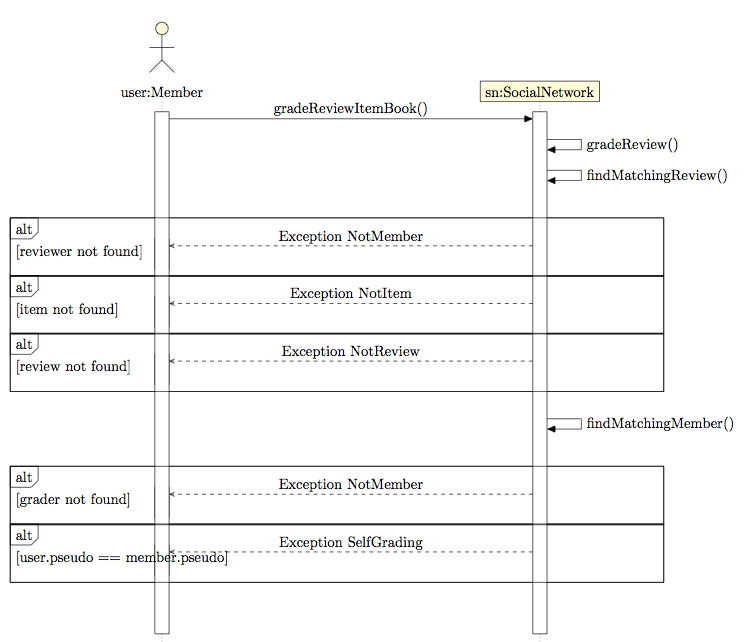 user:Member
sn:SocialNetwork
gradeReviewItemBook()
gradeReview()
findMatchingReview()
alt
Exception NotMember
[reviewer not found]
alt
Exception NotItem
[item not found]
alt
Exception NotReview
[review not found]
findMatchingMember()
alt
Exception NotMember
[grader not found]
alt
Exception SelfGrading
[user.pseudo == member.pseudo]